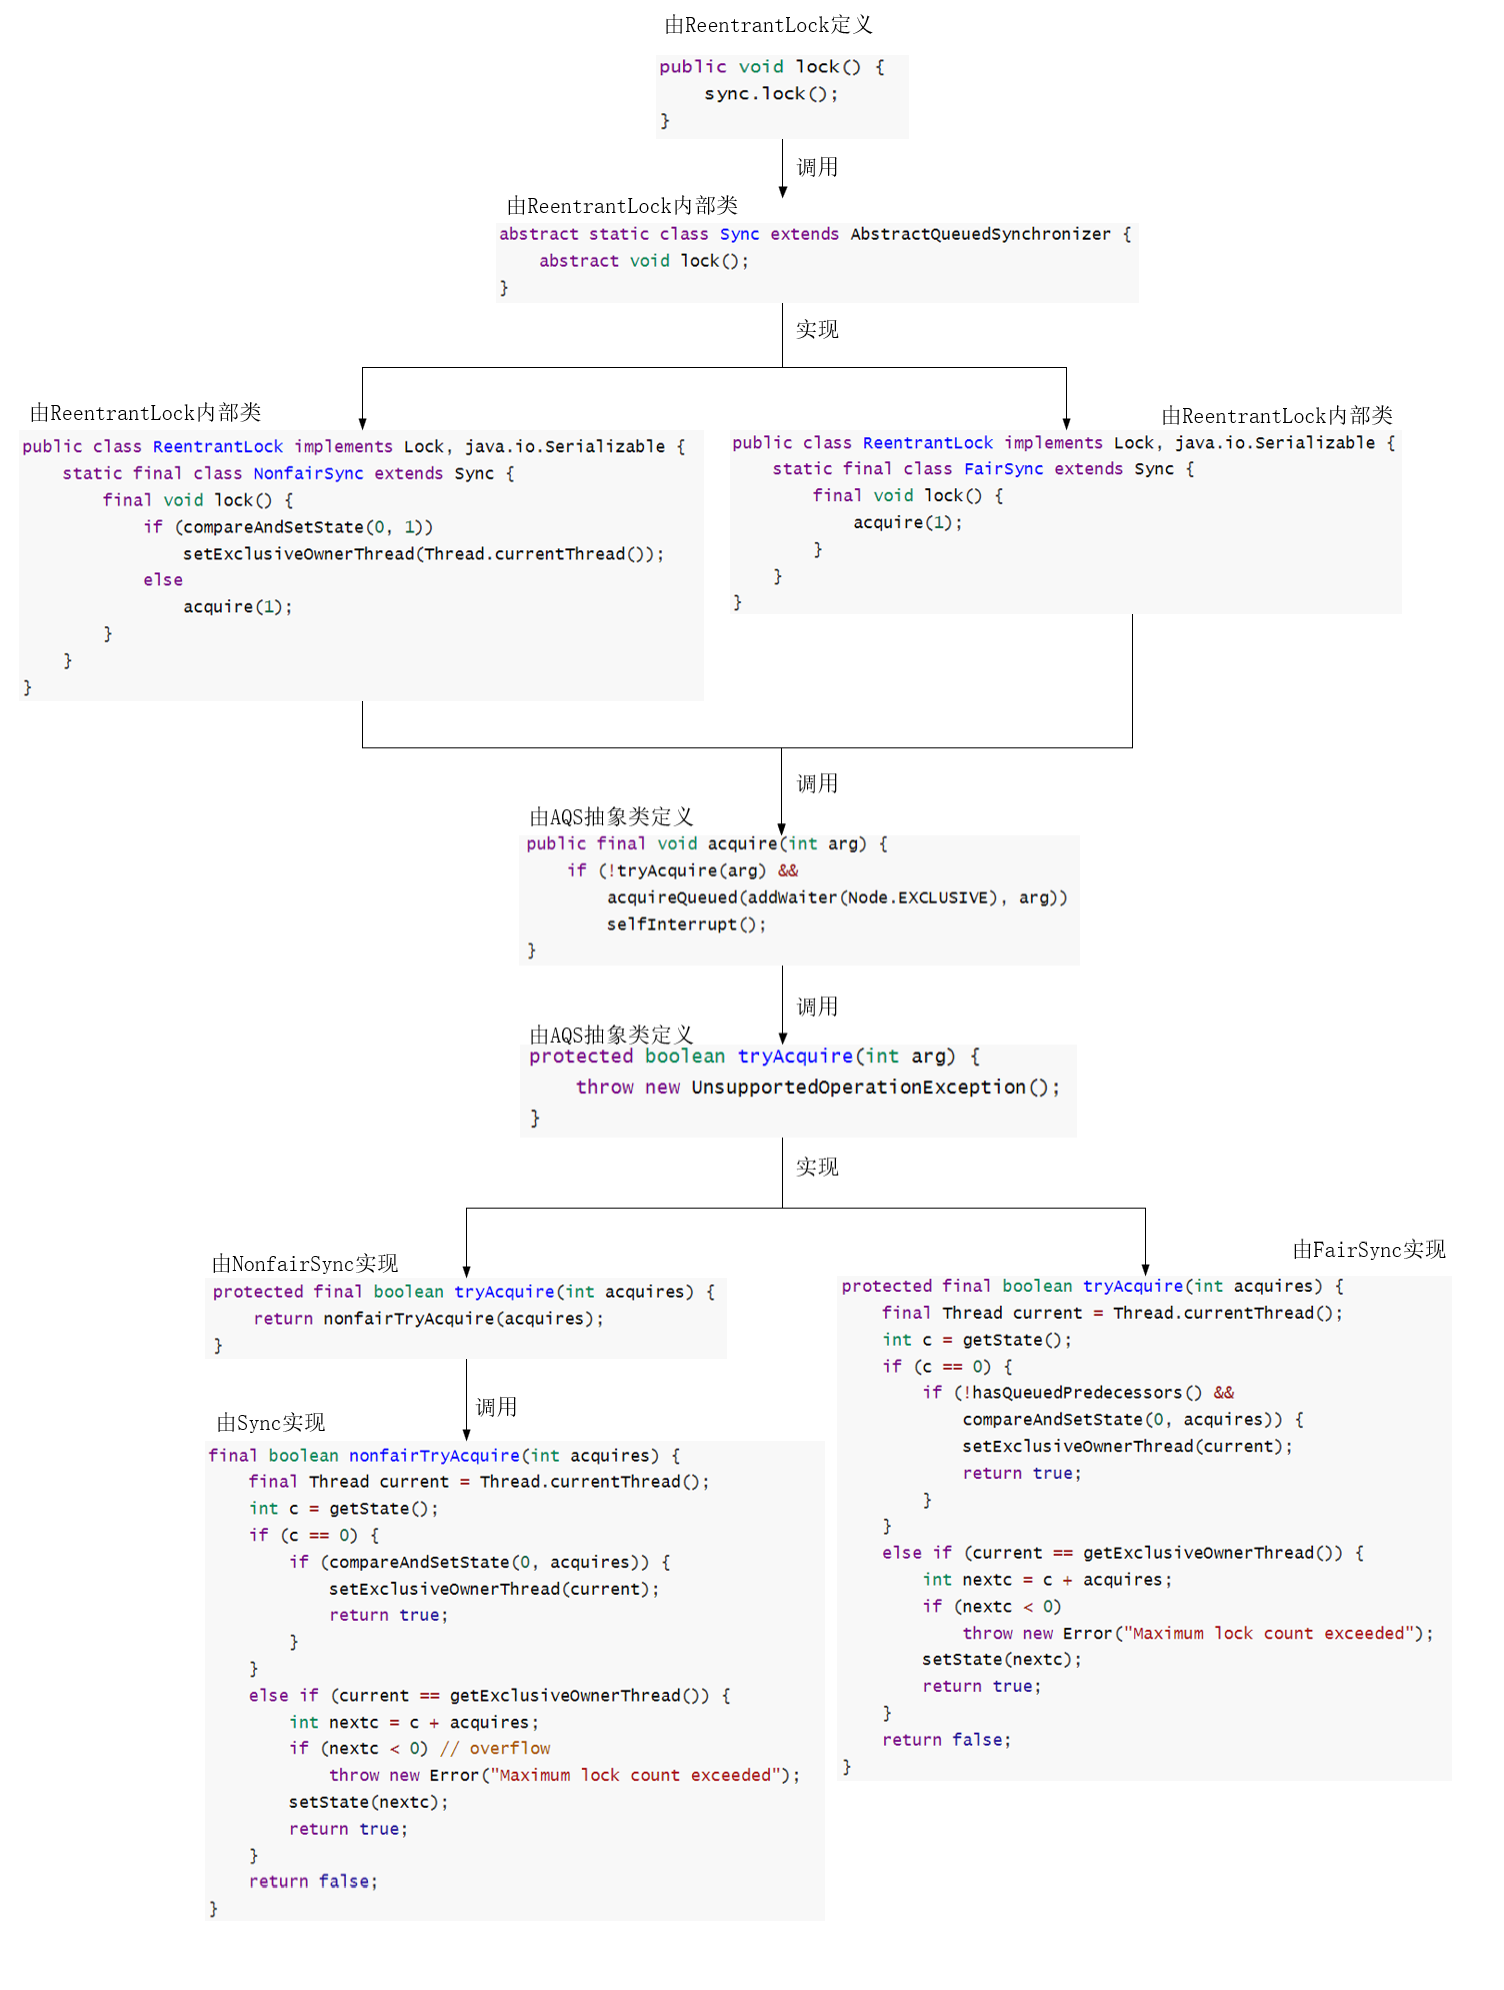 由ReentrantLock定义
public void lock() {
    sync.lock();
}
调用
由ReentrantLock内部类
abstract static class Sync extends AbstractQueuedSynchronizer {
    abstract void lock();
}
实现
由ReentrantLock内部类
public class ReentrantLock implements Lock, java.io.Serializable {
    static final class NonfairSync extends Sync {
        final void lock() {
            if (compareAndSetState(0, 1))
                setExclusiveOwnerThread(Thread.currentThread());
            else
                acquire(1);
        }
    }
}
由ReentrantLock内部类
public class ReentrantLock implements Lock, java.io.Serializable {
    static final class FairSync extends Sync {
        final void lock() {
            acquire(1);
        }
    }
}
调用
由AQS抽象类定义
public final void acquire(int arg) {
    if (!tryAcquire(arg) &&
        acquireQueued(addWaiter(Node.EXCLUSIVE), arg))
        selfInterrupt();
}
调用
由AQS抽象类定义
protected boolean tryAcquire(int arg) {
    throw new UnsupportedOperationException();
}
实现
由NonfairSync实现
protected final boolean tryAcquire(int acquires) {
    return nonfairTryAcquire(acquires);
}
调用
由Sync实现
final boolean nonfairTryAcquire(int acquires) {
    final Thread current = Thread.currentThread();
    int c = getState();
    if (c == 0) {
        if (compareAndSetState(0, acquires)) {
            setExclusiveOwnerThread(current);
            return true;
        }
    }
    else if (current == getExclusiveOwnerThread()) {
        int nextc = c + acquires;
        if (nextc < 0) // overflow
            throw new Error("Maximum lock count exceeded");
        setState(nextc);
        return true;
    }
    return false;
}
由FairSync实现
protected final boolean tryAcquire(int acquires) {
    final Thread current = Thread.currentThread();
    int c = getState();
    if (c == 0) {
        if (!hasQueuedPredecessors() &&
            compareAndSetState(0, acquires)) {
            setExclusiveOwnerThread(current);
            return true;
        }
    }
    else if (current == getExclusiveOwnerThread()) {
        int nextc = c + acquires;
        if (nextc < 0)
            throw new Error("Maximum lock count exceeded");
        setState(nextc);
        return true;
    }
    return false;
}